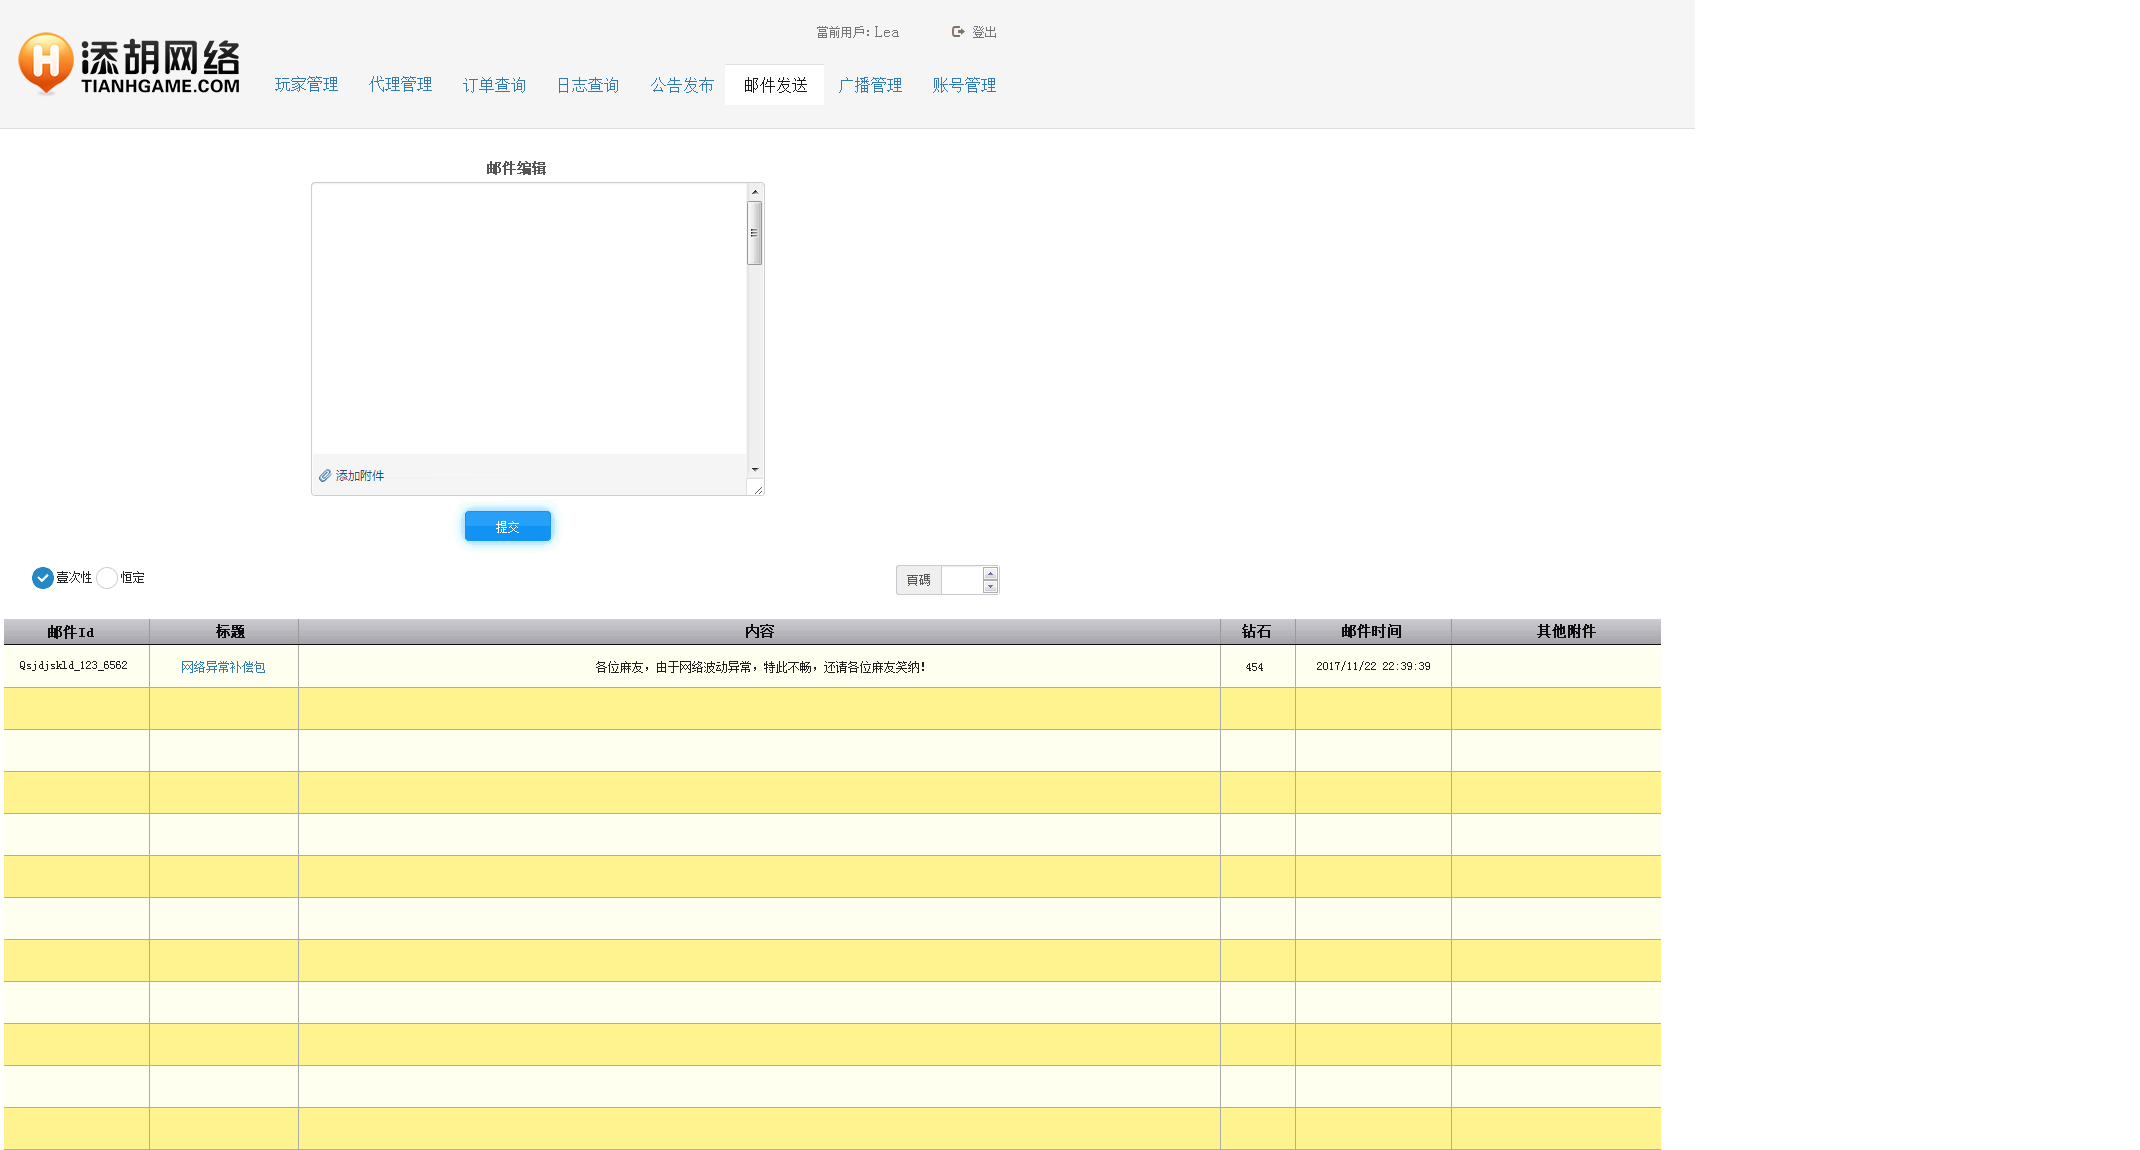 當前用戶: Lea 登出
添胡网络
TIANHGAME.COM
玩家管理 代理管理 订单查询 日志查询 公告发布 邮件发送 广播管理 账号管理
邮件编辑
添加附件
提交
壹次性 恒定 頁碼
邮件Id 标题 内容 钻石 邮件时间 其他附件
Qsjdjskld_123_6562 网络异常补偿包 各位麻友，由于网络波动异常，特此不畅，还请各位麻友笑纳！ 454 2017/11/22 22:39:39